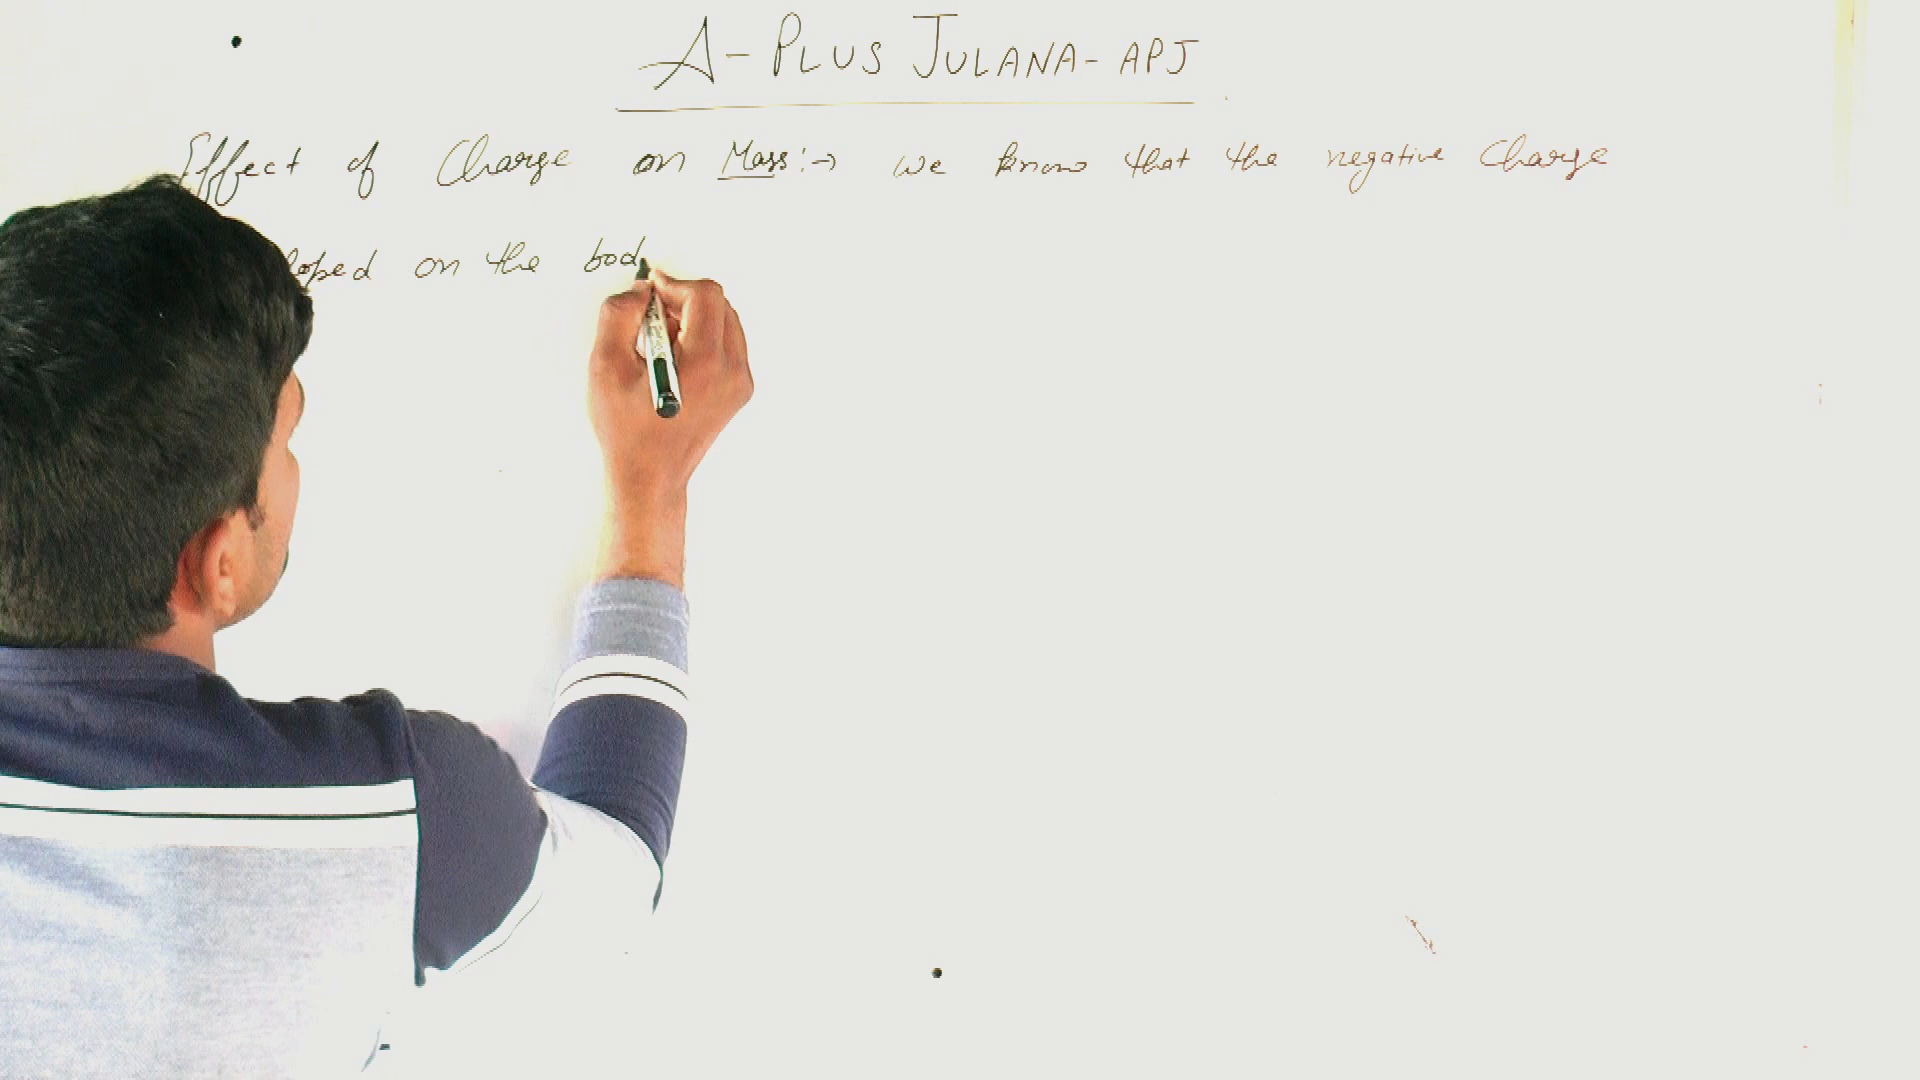 A-PLUS JULANA-APJ
Effect of Charge on Mass:→ we know that the negative Charge
loped on the bod